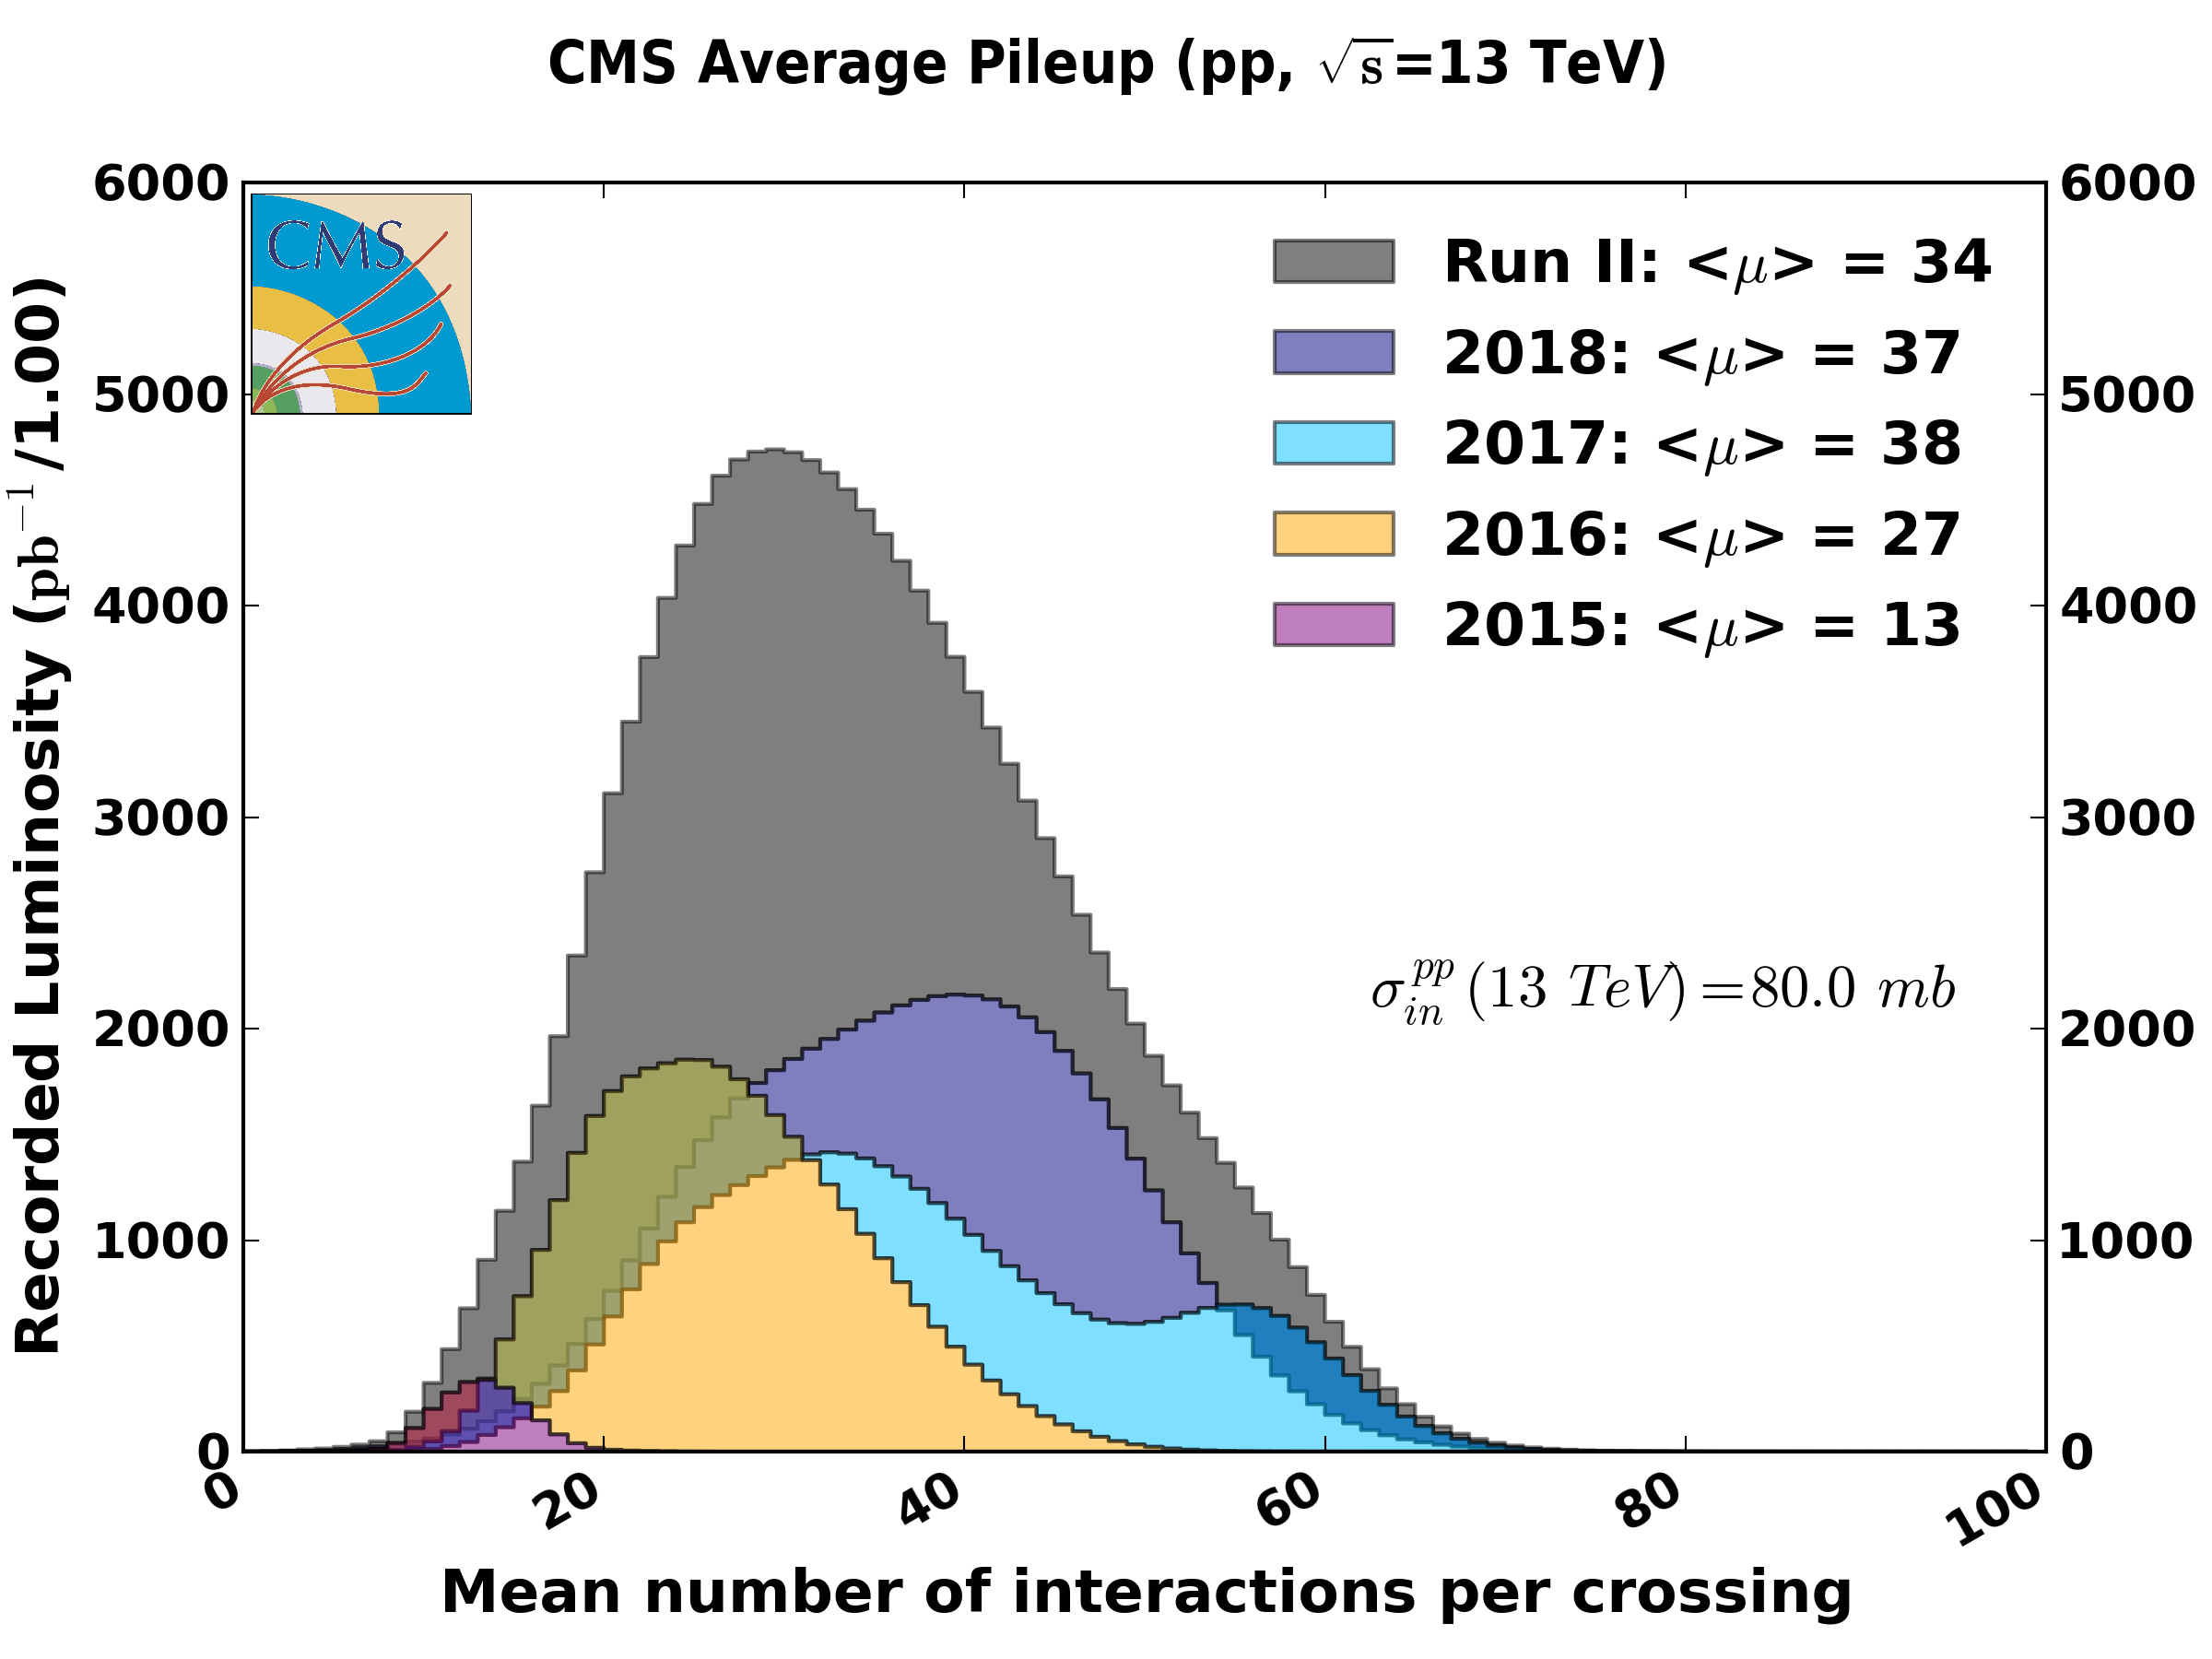 CMS Average Pileup (pp, √s=13 TeV)
6000
5000
4000
3000
2000
1000
0
Recorded Luminosity (pb⁻¹/1.00)
CMS
Run II: <μ> = 34
2018: <μ> = 37
2017: <μ> = 38
2016: <μ> = 27
2015: <μ> = 13
σ_in^pp (13 TeV)=80.0 mb
6000
5000
4000
3000
2000
1000
0
0 20 40 60 80 100
Mean number of interactions per crossing